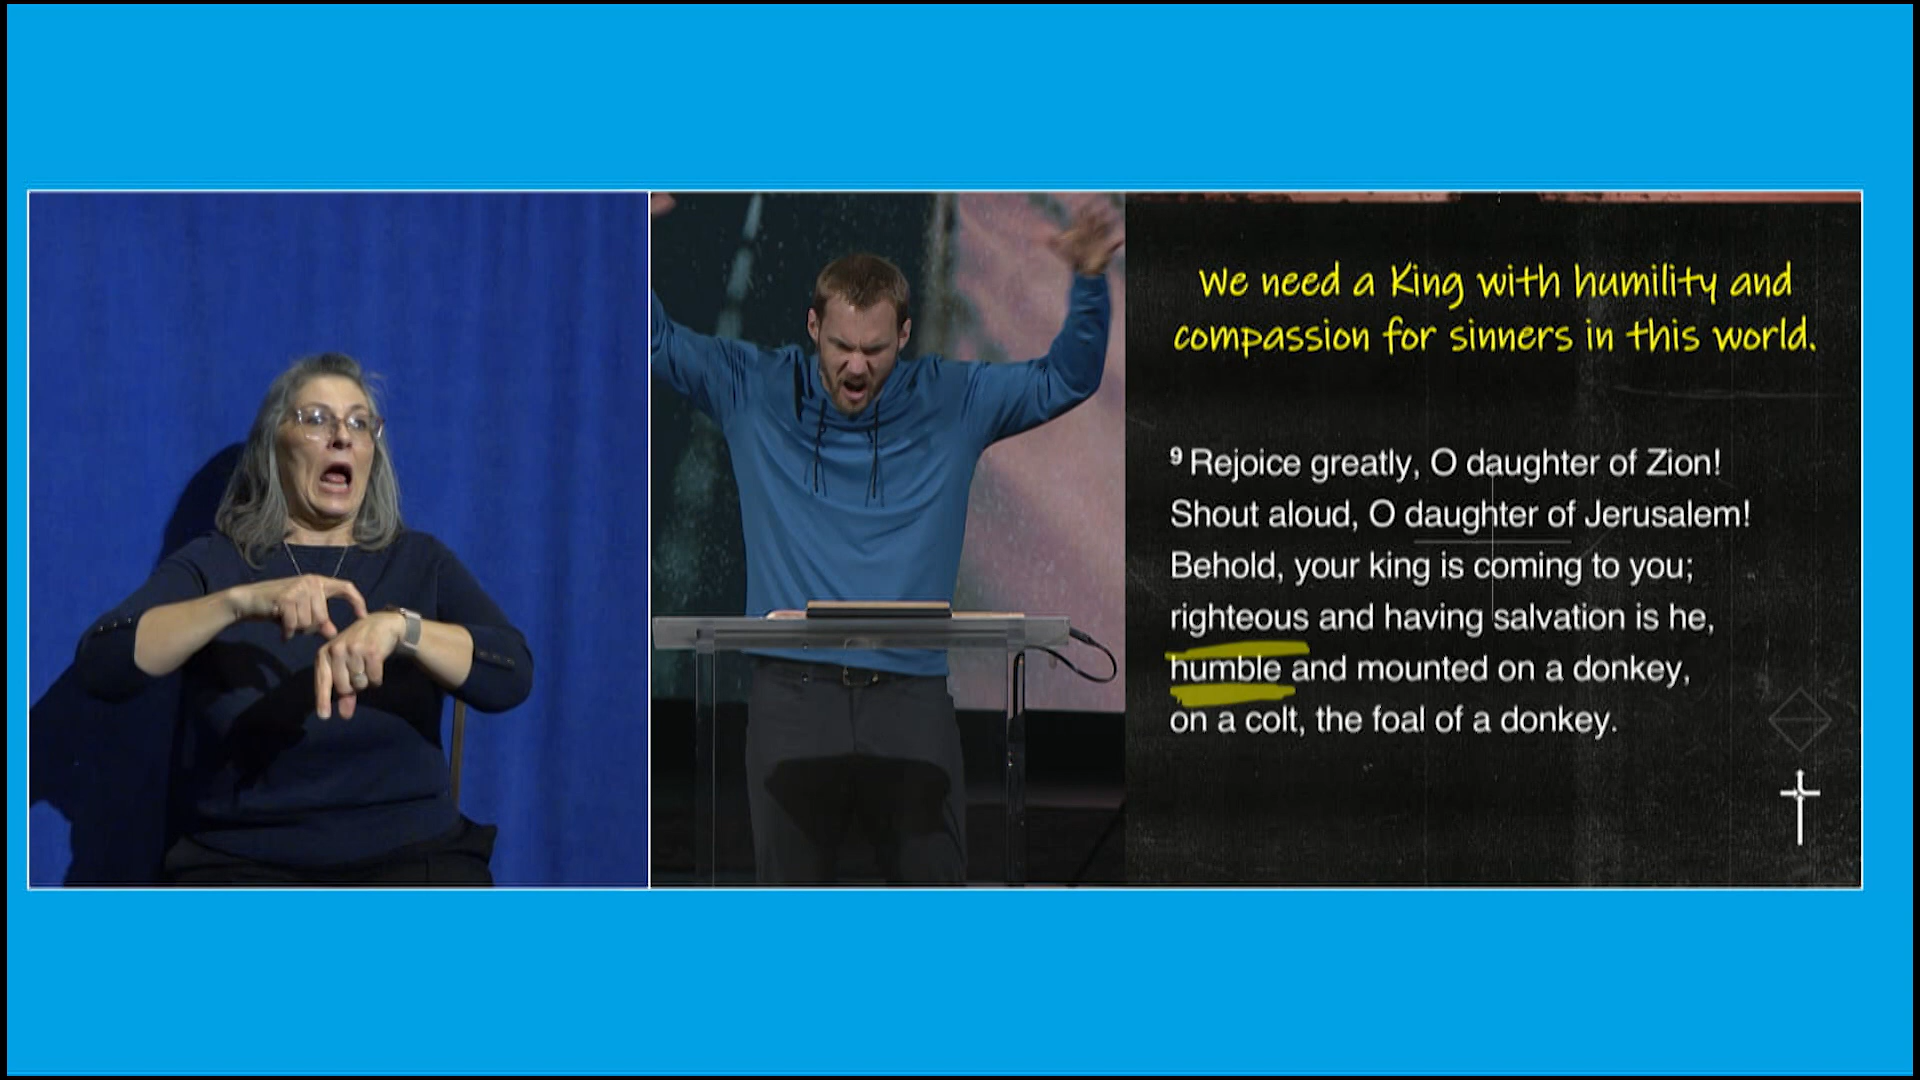 We need a King with humility and
compassion for sinners in this world.
9 Rejoice greatly, O daughter of Zion!
Shout aloud, O daughter of Jerusalem!
Behold, your king is coming to you;
righteous and having salvation is he,
humble and mounted on a donkey,
on a colt, the foal of a donkey.